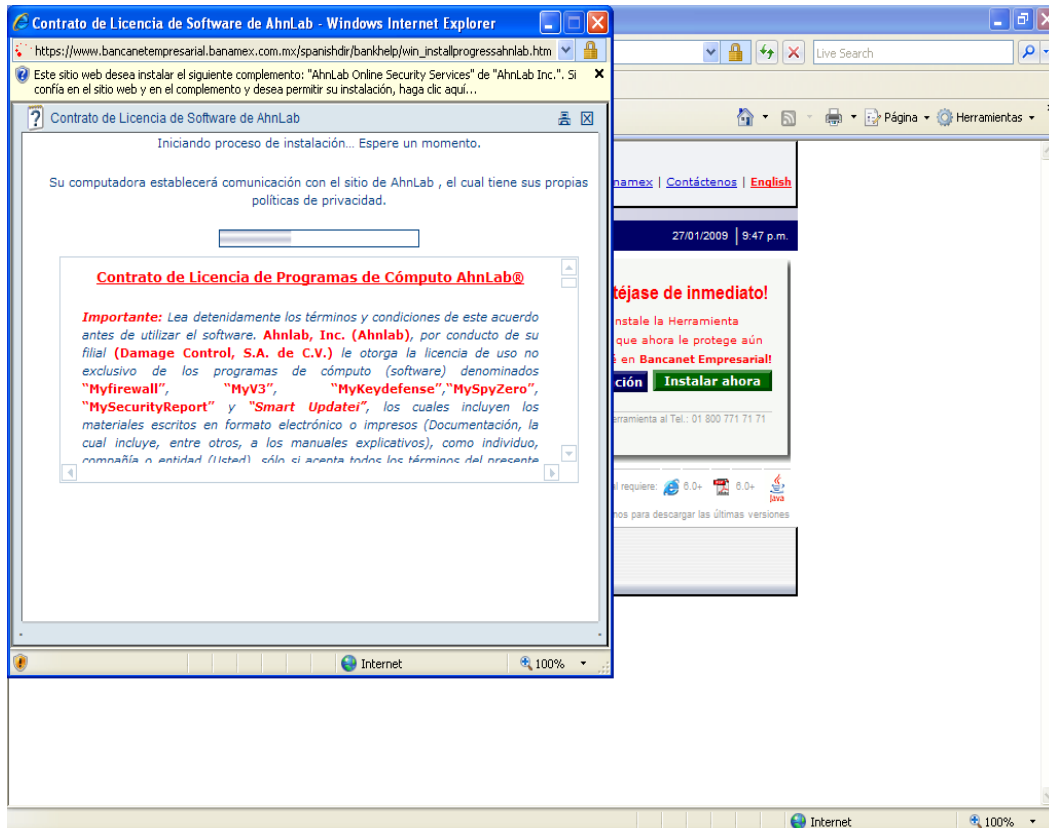 Contrato de Licencia de Software de AhnLab - Windows Internet Explorer
https://www.bancanetempresarial.banamex.com.mx/spanishdir/bankhelp/win_installprogressahnlab.htm
Este sitio web desea instalar el siguiente complemento: "AhnLab Online Security Services" de "AhnLab Inc.". Si
confía en el sitio web y en el complemento y desea permitir su instalación, haga clic aquí...
Contrato de Licencia de Software de AhnLab
Iniciando proceso de instalación... Espere un momento.
Su computadora establecerá comunicación con el sitio de AhnLab , el cual tiene sus propias
políticas de privacidad.
Contrato de Licencia de Programas de Cómputo AhnLab®
Importante: Lea detenidamente los términos y condiciones de este acuerdo
antes de utilizar el software. Ahnlab, Inc. (Ahnlab), por conducto de su
filial (Damage Control, S.A. de C.V.) le otorga la licencia de uso no
exclusivo de los programas de cómputo (software) denominados
“Myfirewall”, “MyV3”, “MyKeydefense”,“MySpyZero”,
“MySecurityReport” y “Smart Updatei”, los cuales incluyen los
materiales escritos en formato electrónico o impresos (Documentación, la
cual incluye, entre otros, a los manuales explicativos), como individuo,
compañía o entidad (Usted), sólo si acepta todos los términos del presente
Internet
100%
Live Search
Página
Herramientas
namex | Contáctenos | English
27/01/2009 | 9:47 p.m.
téjase de inmediato!
nstale la Herramienta
que ahora le protege aún
en Bancanet Empresarial!
ción
Instalar ahora
erramienta al Tel.: 01 800 771 71 71
l requiere: 6.0+ 6.0+ Java
nos para descargar las últimas versiones
Internet
100%